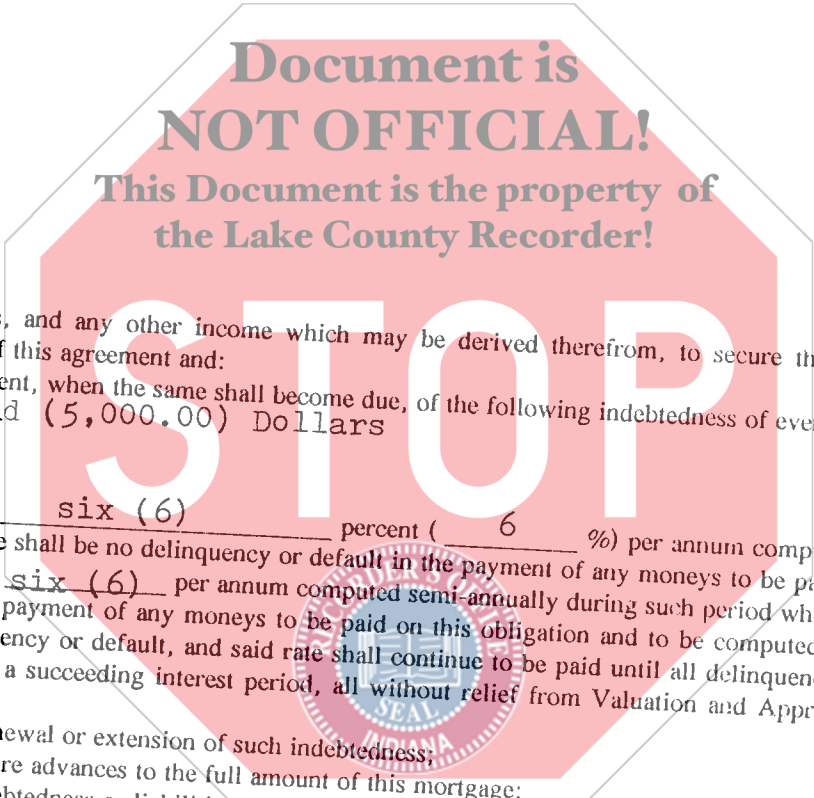 Document is
NOT OFFICIAL!
This Document is the property of
the Lake County Recorder!
STOP
, and any other income which may be derived therefrom, to secure th
f this agreement and:
ent, when the same shall become due, of the following indebtedness of eve
d (5,000.00) Dollars
six (6) percent ( 6 %) per annum comp
e shall be no delinquency or default in the payment of any moneys to be pa
six (6) per annum computed semi-annually during such period wh
payment of any moneys to be paid on this obligation and to be computed
ency or default, and said rate shall continue to be paid until all delinquen
a succeeding interest period, all without relief from Valuation and Appr
newal or extension of such indebtedness;
re advances to the full amount of this mortgage;
RECORDER'S OFFICE
SEAL
INDIANA